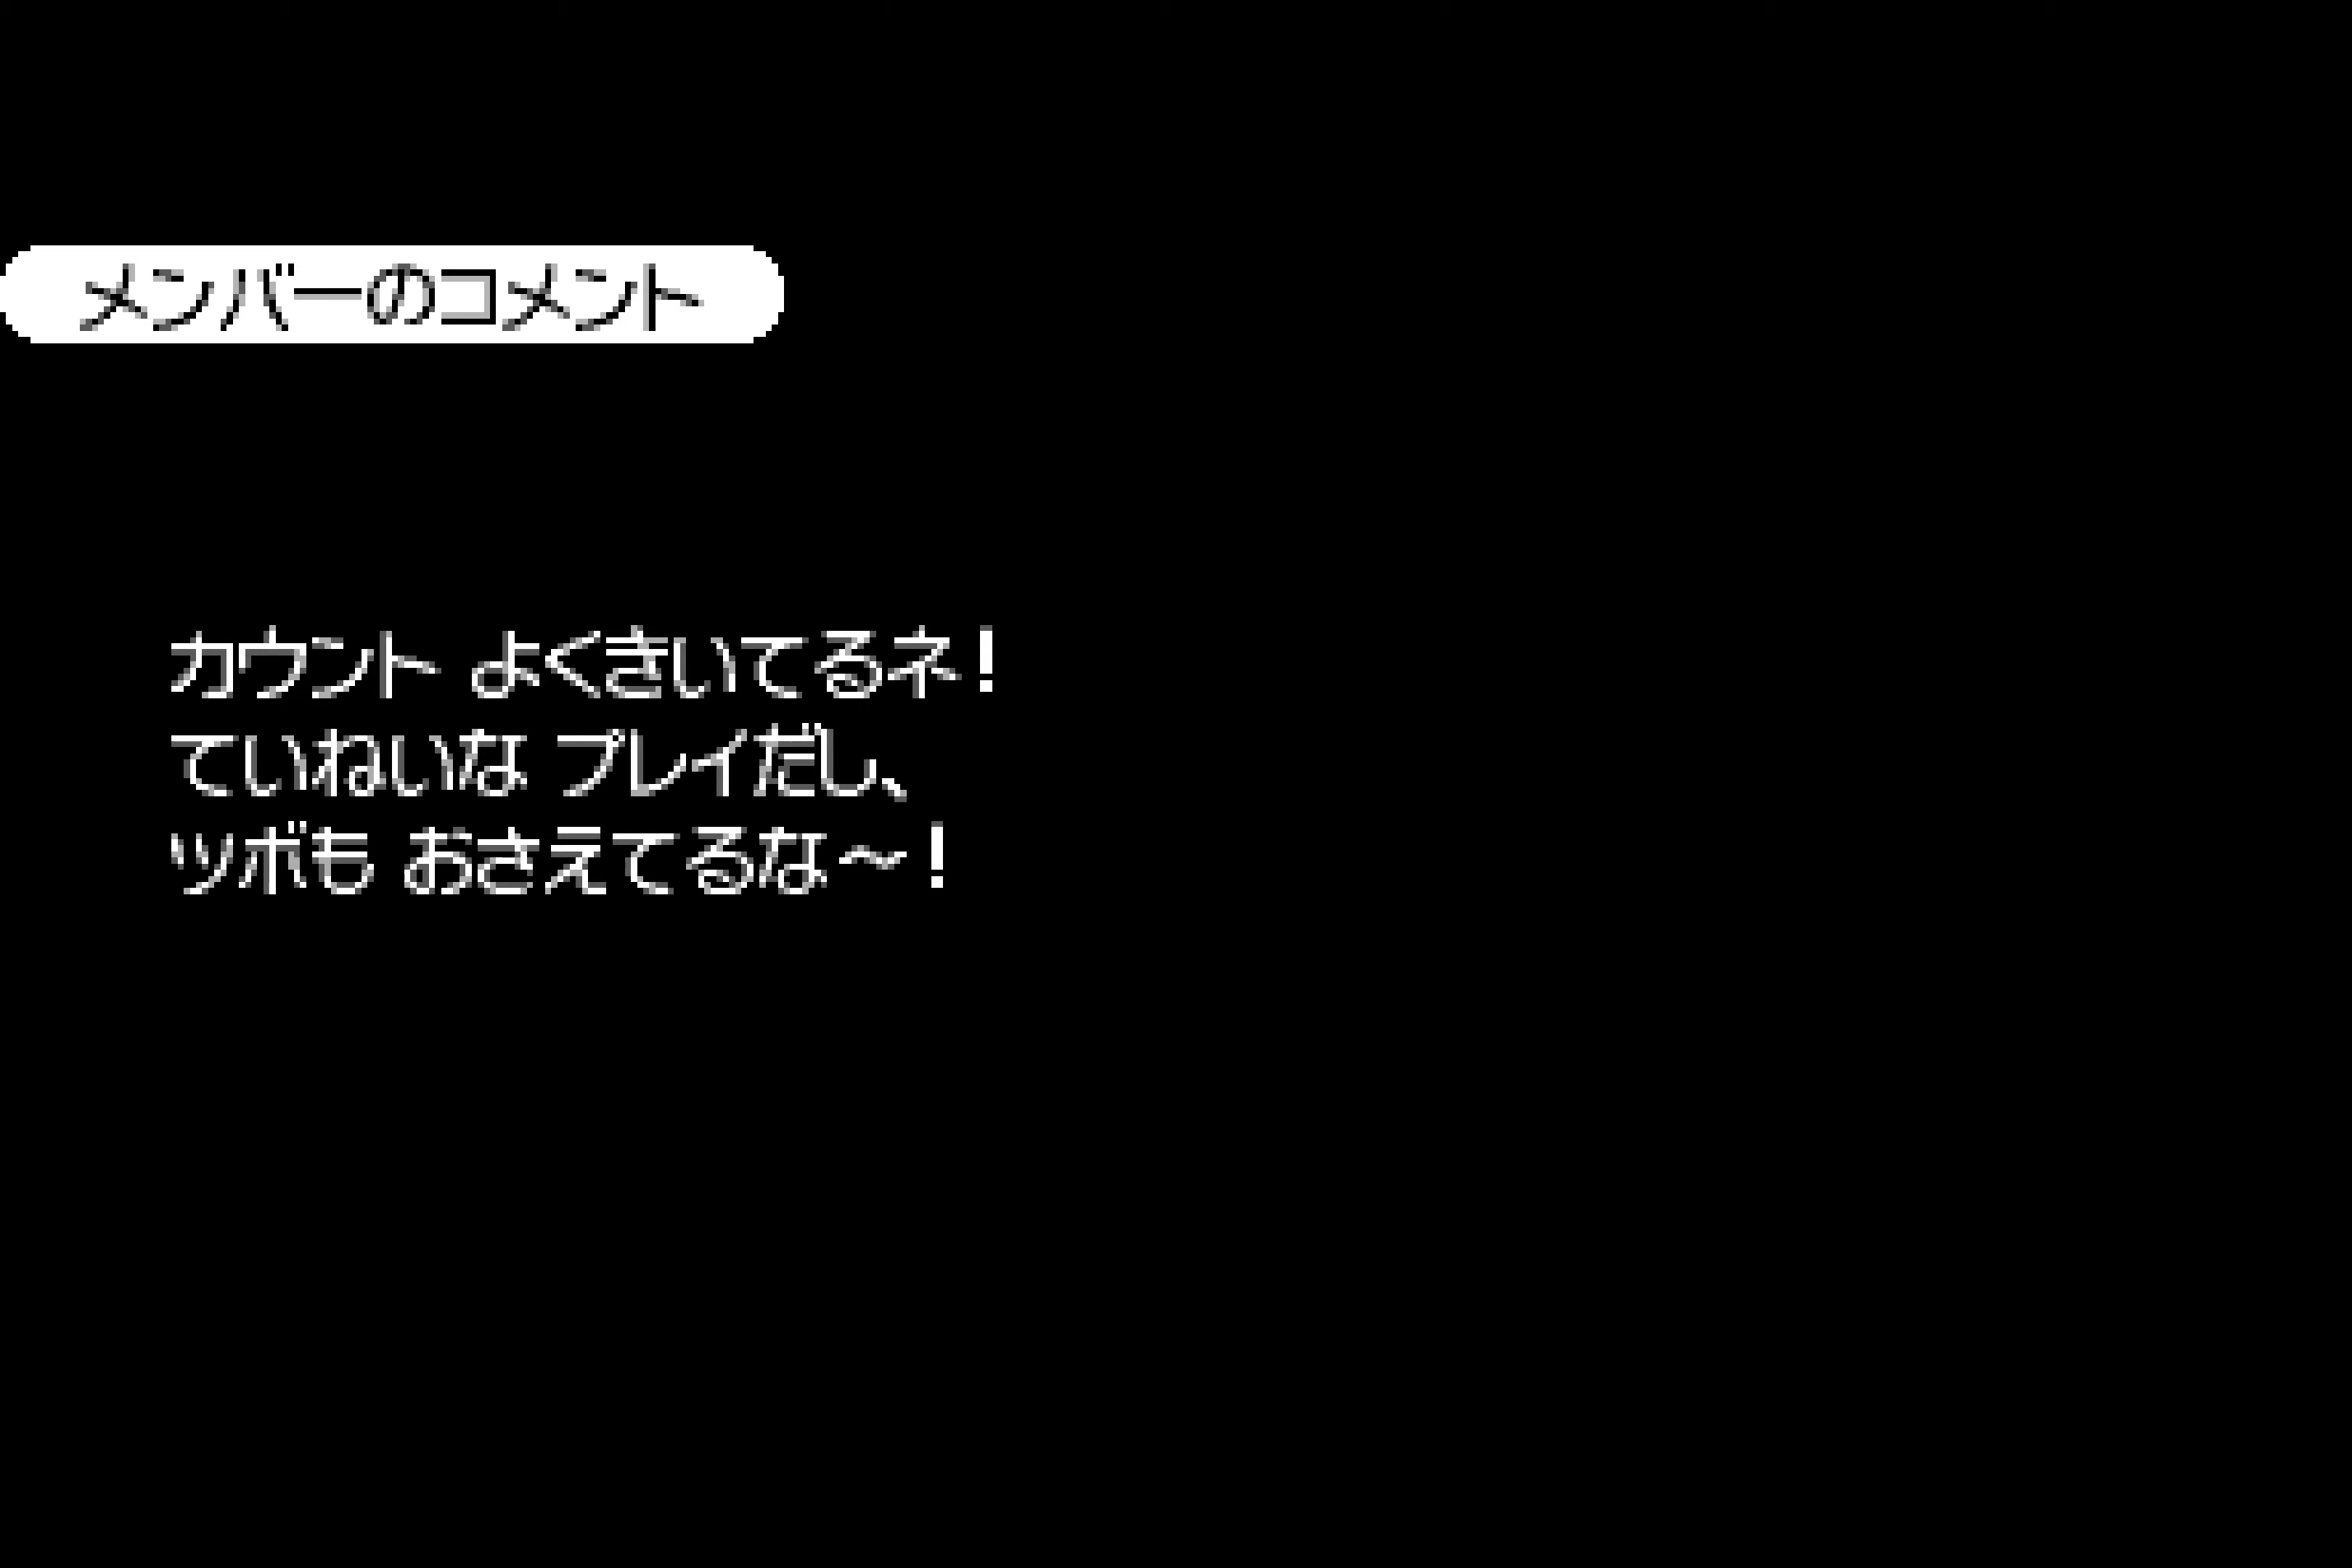 メンバーのコメント
カウント よくきいてるネ!
ていねいな プレイだし、
ツボも おさえてるな〜!